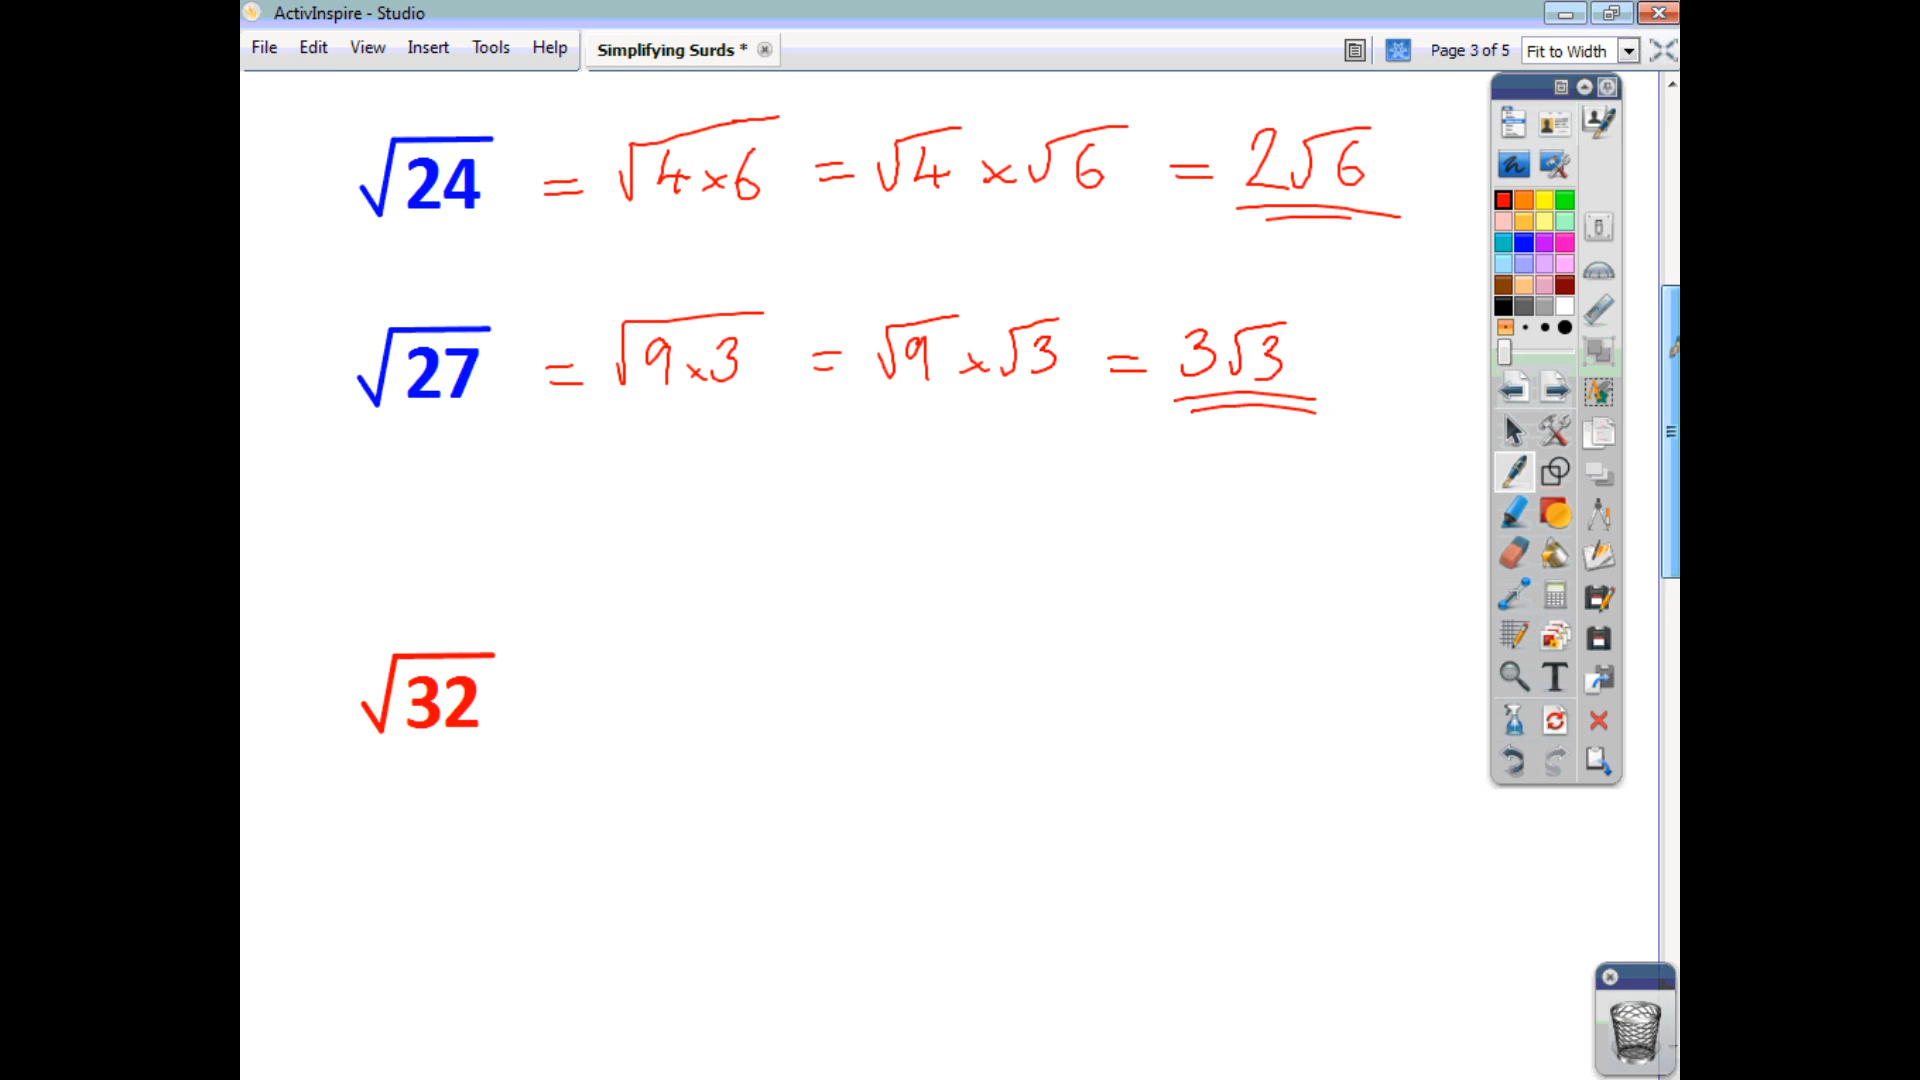 ActivInspire - Studio
File Edit View Insert Tools Help Simplifying Surds * Page 3 of 5 Fit to Width
√24 = √4×6 = √4 × √6 = 2√6
√27 = √9×3 = √9 × √3 = 3√3
√32